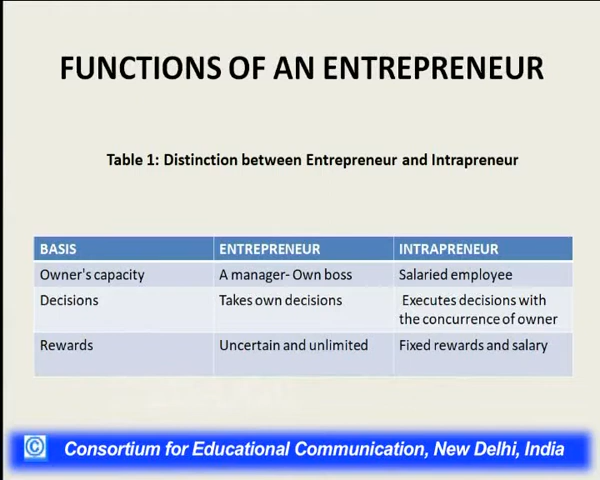 FUNCTIONS OF AN ENTREPRENEUR
Table 1: Distinction between Entrepreneur and Intrapreneur
BASIS ENTREPRENEUR INTRAPRENEUR
Owner's capacity A manager- Own boss Salaried employee
Decisions Takes own decisions Executes decisions with
the concurrence of owner
Rewards Uncertain and unlimited Fixed rewards and salary
© Consortium for Educational Communication, New Delhi, India